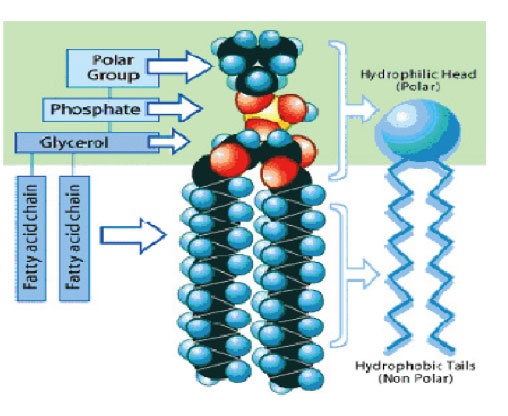 Polar
Group
Phosphate
Glycerol
Fatty acid chain
Fatty acid chain
Hydrophilic Head
(Polar)
Hydrophobic Tails
(Non Polar)